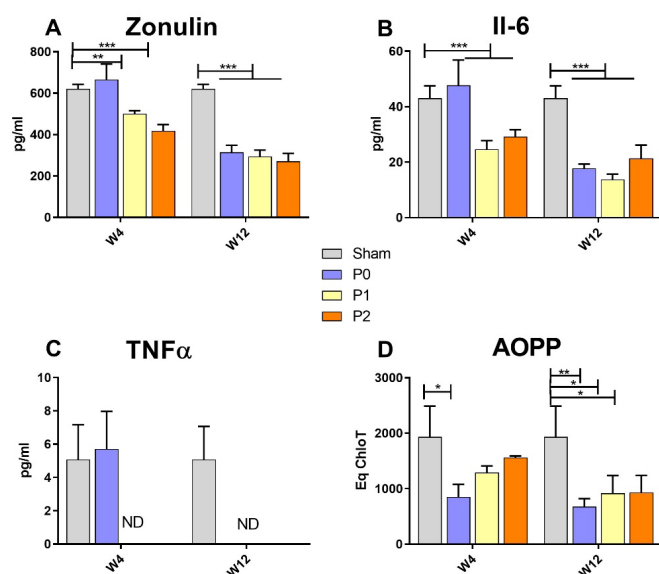 A Zonulin
***
**
***
800
600
400
200
0
pg/ml
W4
W12
B Il-6
***
***
60
40
20
0
pg/ml
W4
W12
Sham
P0
P1
P2
C TNFα
10
8
6
4
2
0
pg/ml
ND
ND
W4
W12
D AOPP
**
*
*
*
3000
2000
1000
0
Eq ChloT
W4
W12